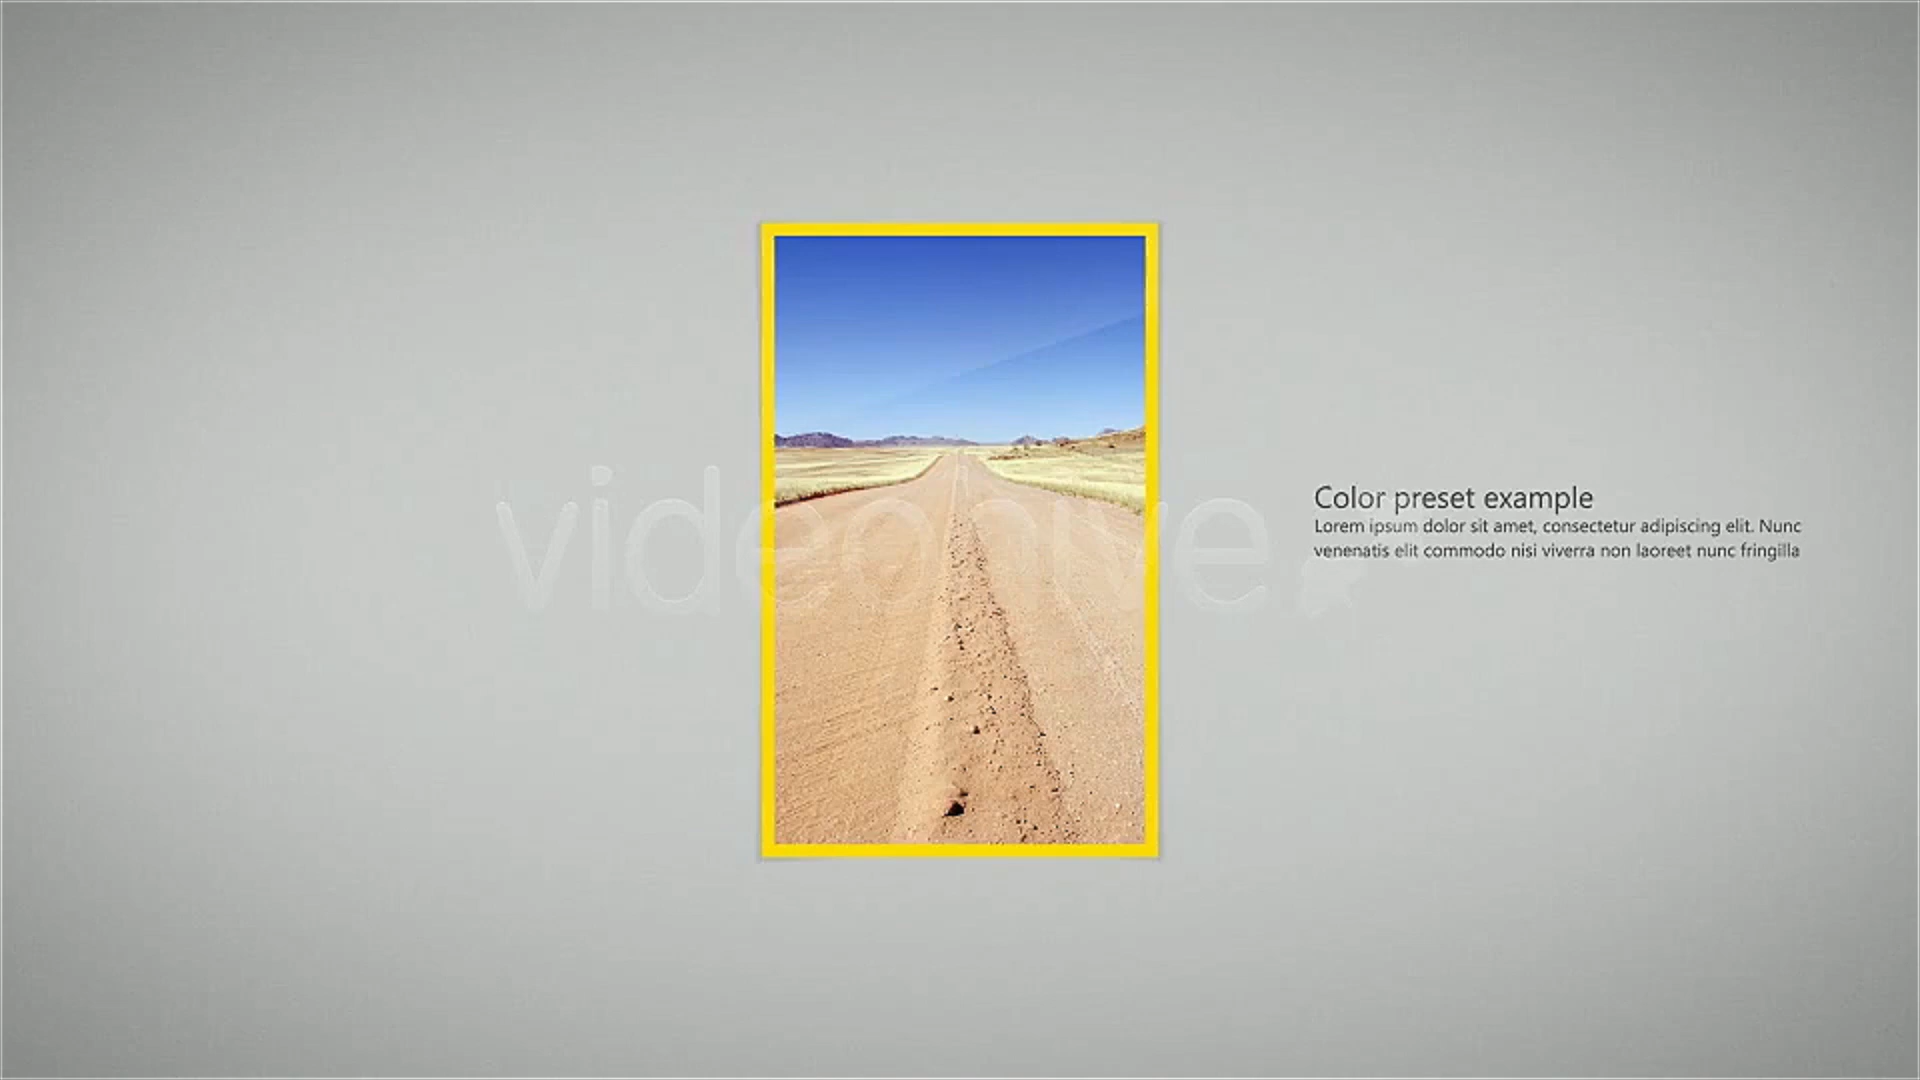 videohive
Color preset example
Lorem ipsum dolor sit amet, consectetur adipiscing elit. Nunc
venenatis elit commodo nisi viverra non laoreet nunc fringilla